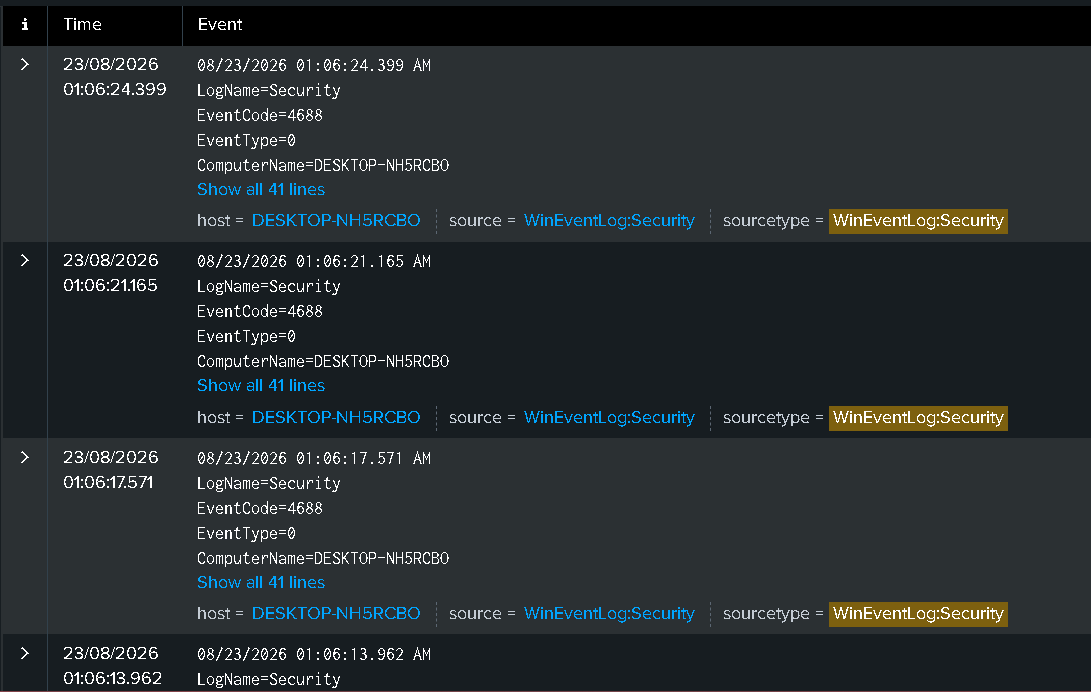 i Time Event
23/08/2026 01:06:24.399
08/23/2026 01:06:24.399 AM
LogName=Security
EventCode=4688
EventType=0
ComputerName=DESKTOP-NH5RCBO
Show all 41 lines
host = DESKTOP-NH5RCBO source = WinEventLog:Security sourcetype = WinEventLog:Security
23/08/2026 01:06:21.165
08/23/2026 01:06:21.165 AM
LogName=Security
EventCode=4688
EventType=0
ComputerName=DESKTOP-NH5RCBO
Show all 41 lines
host = DESKTOP-NH5RCBO source = WinEventLog:Security sourcetype = WinEventLog:Security
23/08/2026 01:06:17.571
08/23/2026 01:06:17.571 AM
LogName=Security
EventCode=4688
EventType=0
ComputerName=DESKTOP-NH5RCBO
Show all 41 lines
host = DESKTOP-NH5RCBO source = WinEventLog:Security sourcetype = WinEventLog:Security
23/08/2026 01:06:13.962
08/23/2026 01:06:13.962 AM
LogName=Security